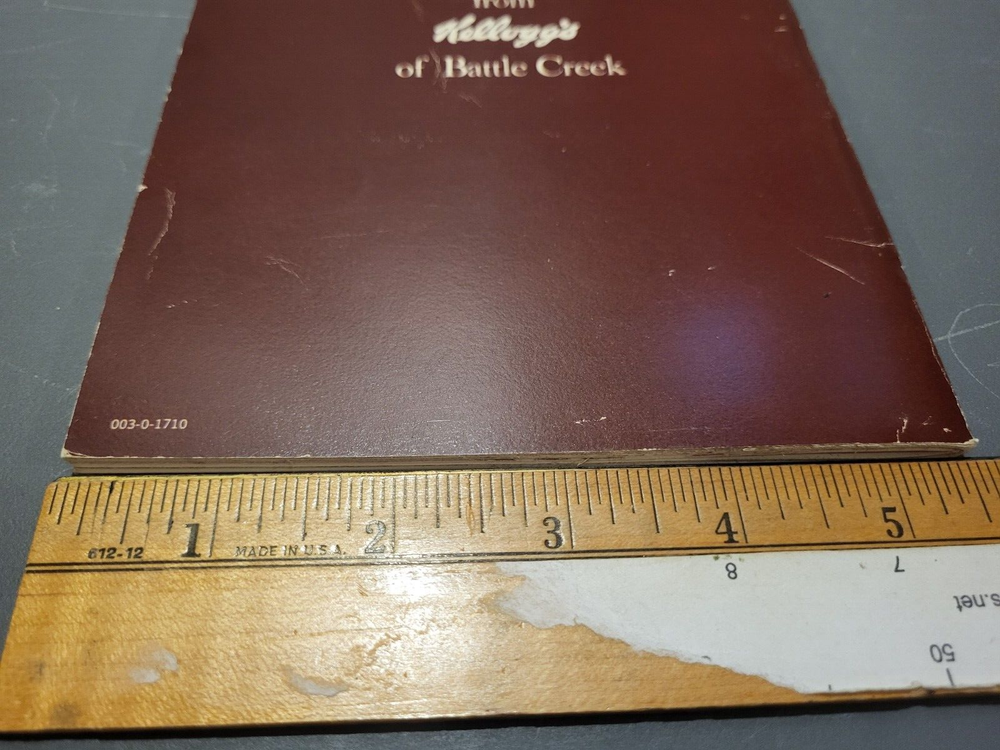 from
Kellogg's
of Battle Creek
003-0-1710
1 2 3 4 5
612-12 MADE IN U.S.A.
8 7
s.net
50